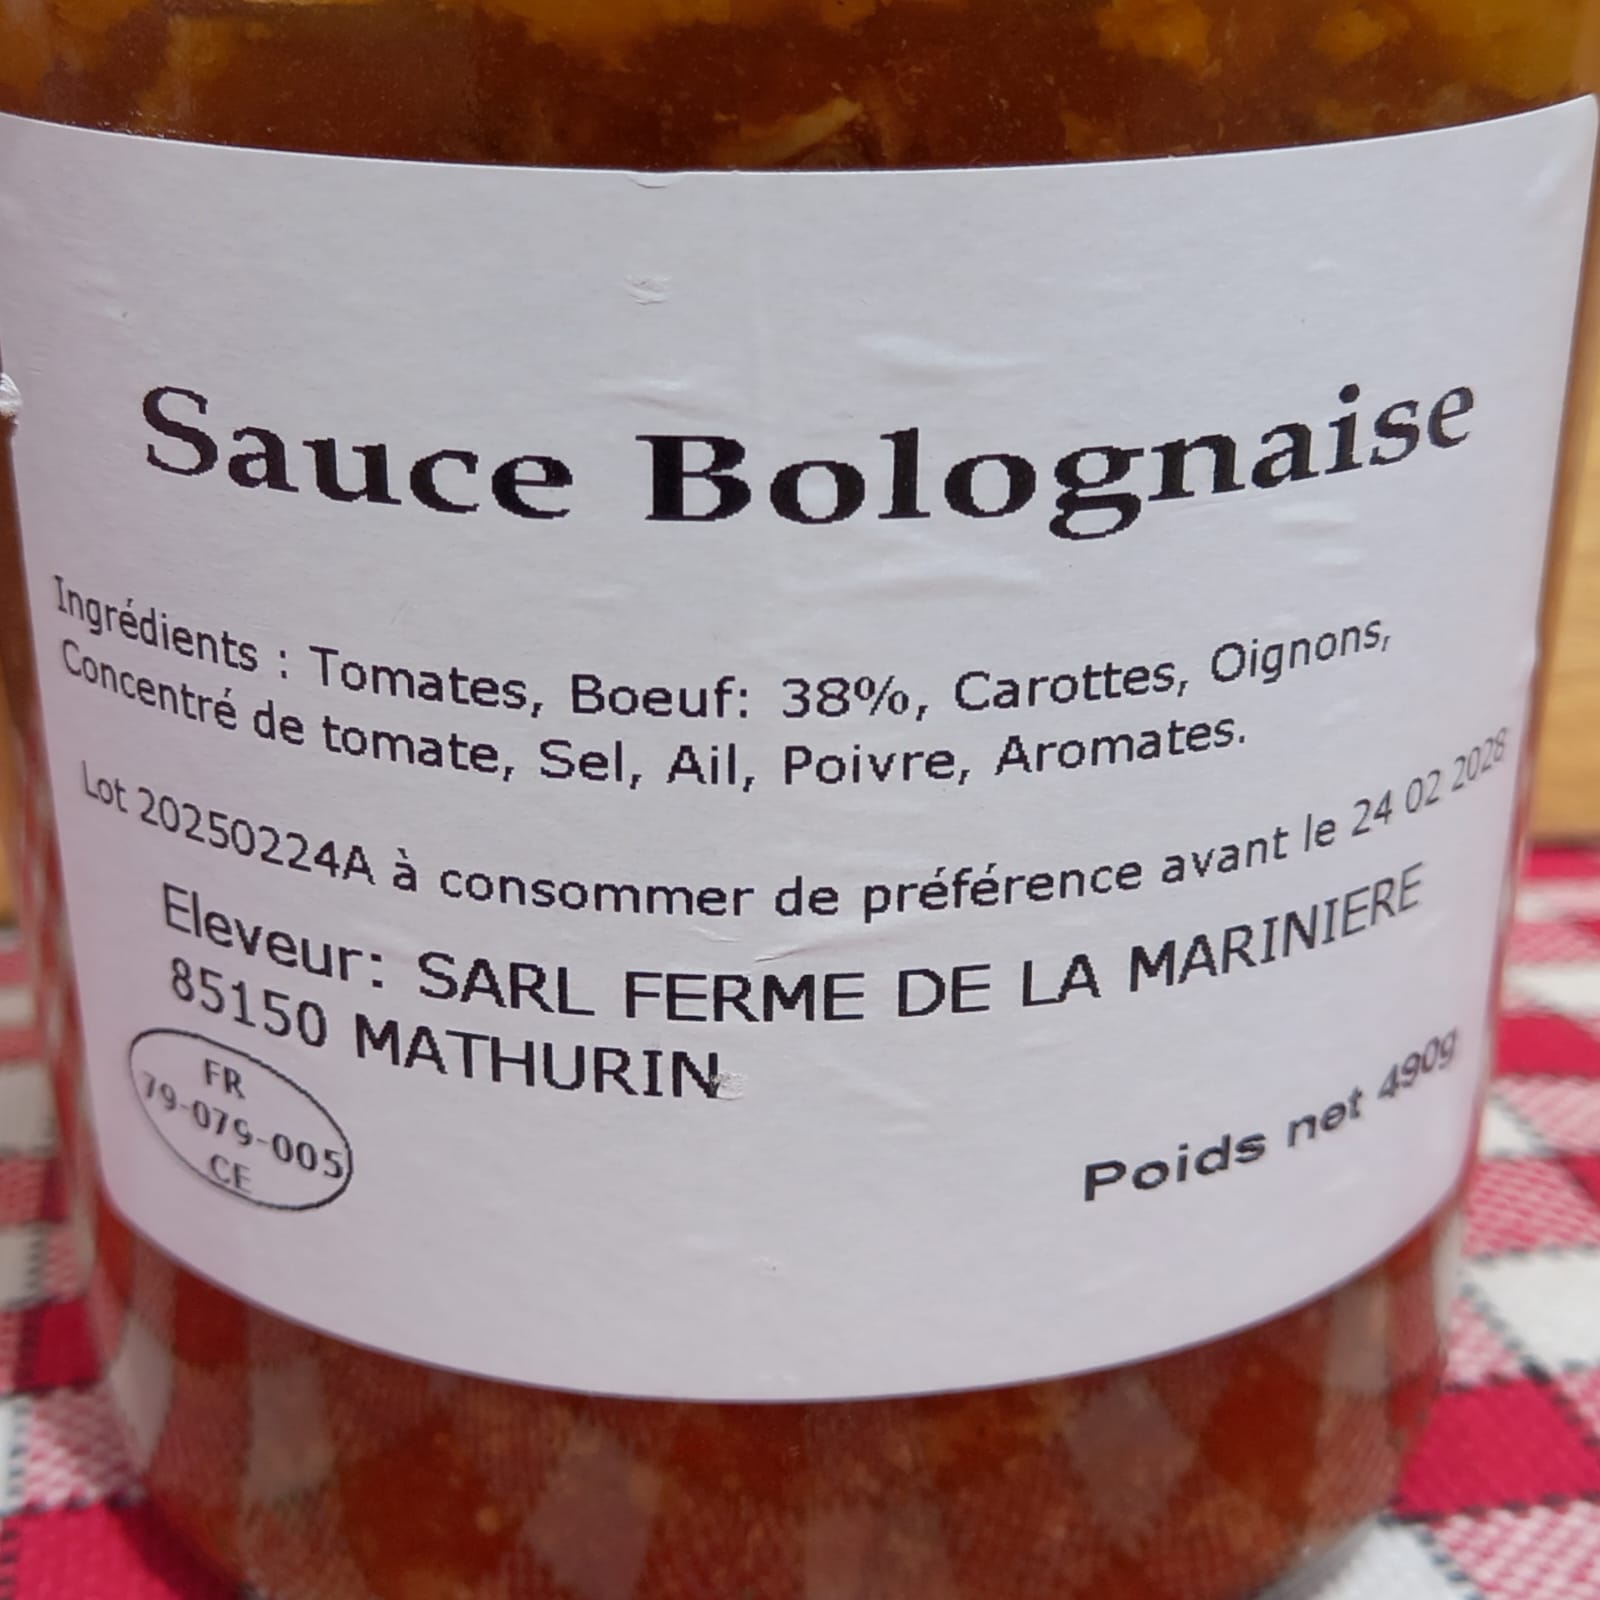 Sauce Bolognaise
Ingrédients : Tomates, Boeuf: 38%, Carottes, Oignons,
Concentré de tomate, Sel, Ail, Poivre, Aromates.
Lot 20250224A à consommer de préférence avant le 24 02 2028
Eleveur: SARL FERME DE LA MARINIERE
85150 MATHURIN
FR
79-079-005
CE
Poids net 490g